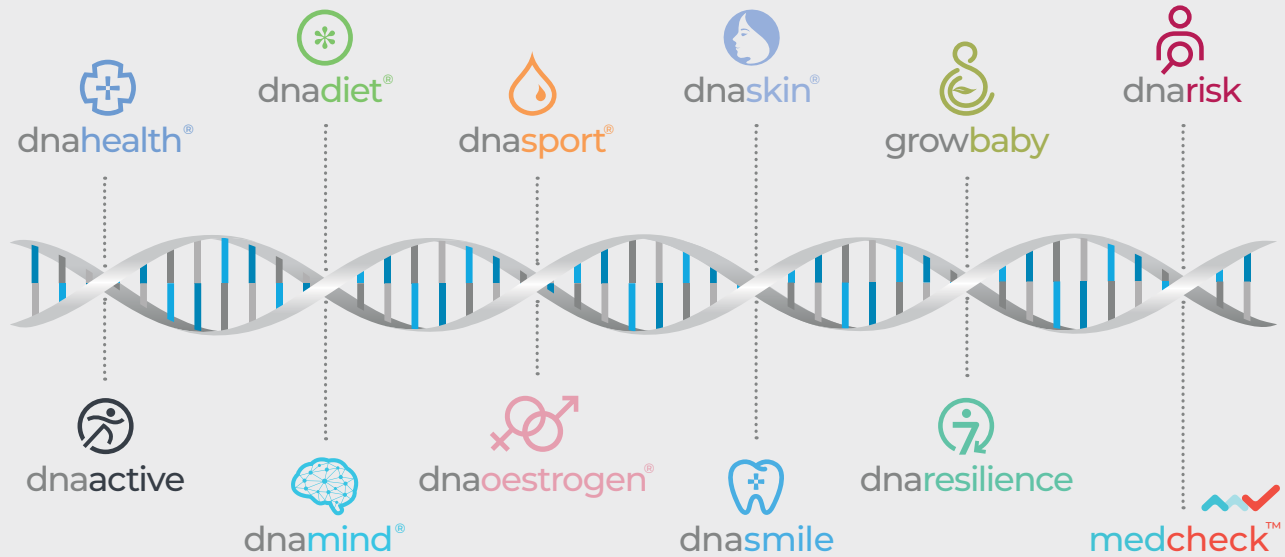 dnahealth®
dnadiet®
dnasport®
dnaskin®
growbaby
dnarisk
dnaactive
dnamind®
dnaoestrogen®
dnasmile
dnaresilience
medcheck™